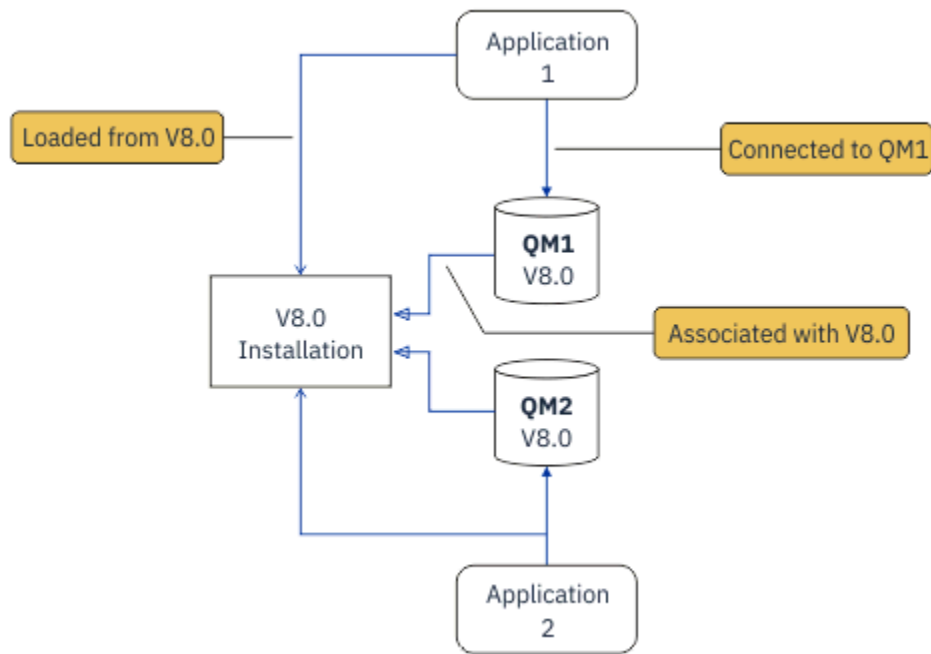 Application
1
Loaded from V8.0
Connected to QM1
QM1
V8.0
V8.0
Installation
Associated with V8.0
QM2
V8.0
Application
2